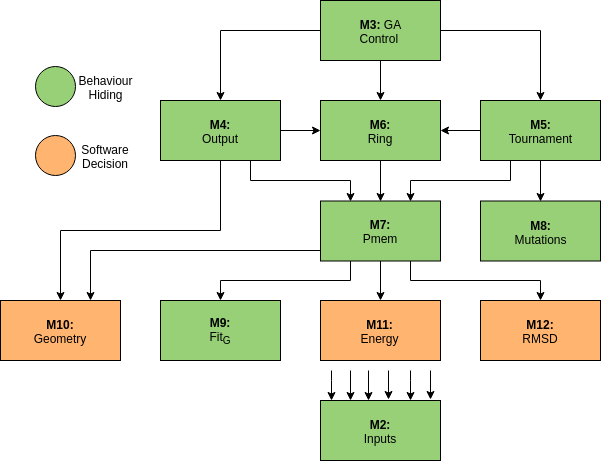 M3: GA
Control
Behaviour
Hiding
M4:
Output
M6:
Ring
M5:
Tournament
Software
Decision
M7:
Pmem
M8:
Mutations
M10:
Geometry
M9:
FitG
M11:
Energy
M12:
RMSD
M2:
Inputs